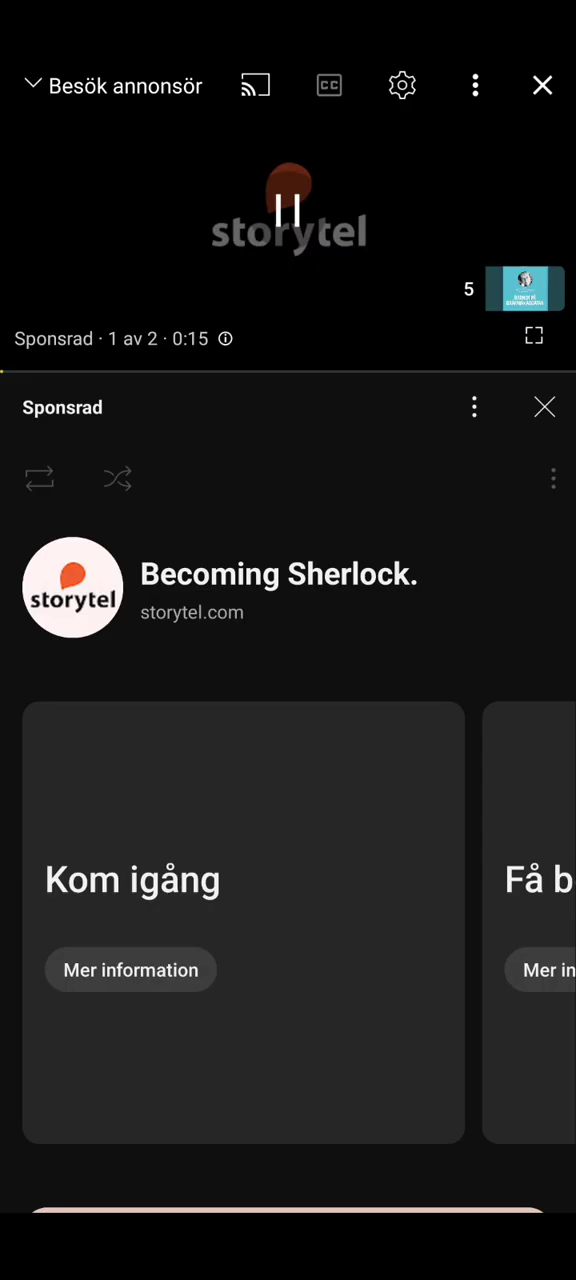 Besök annonsör
CC
storytel
5
Sponsrad · 1 av 2 · 0:15
Sponsrad
storytel
Becoming Sherlock.
storytel.com
Kom igång
Mer information
Få b
Mer in